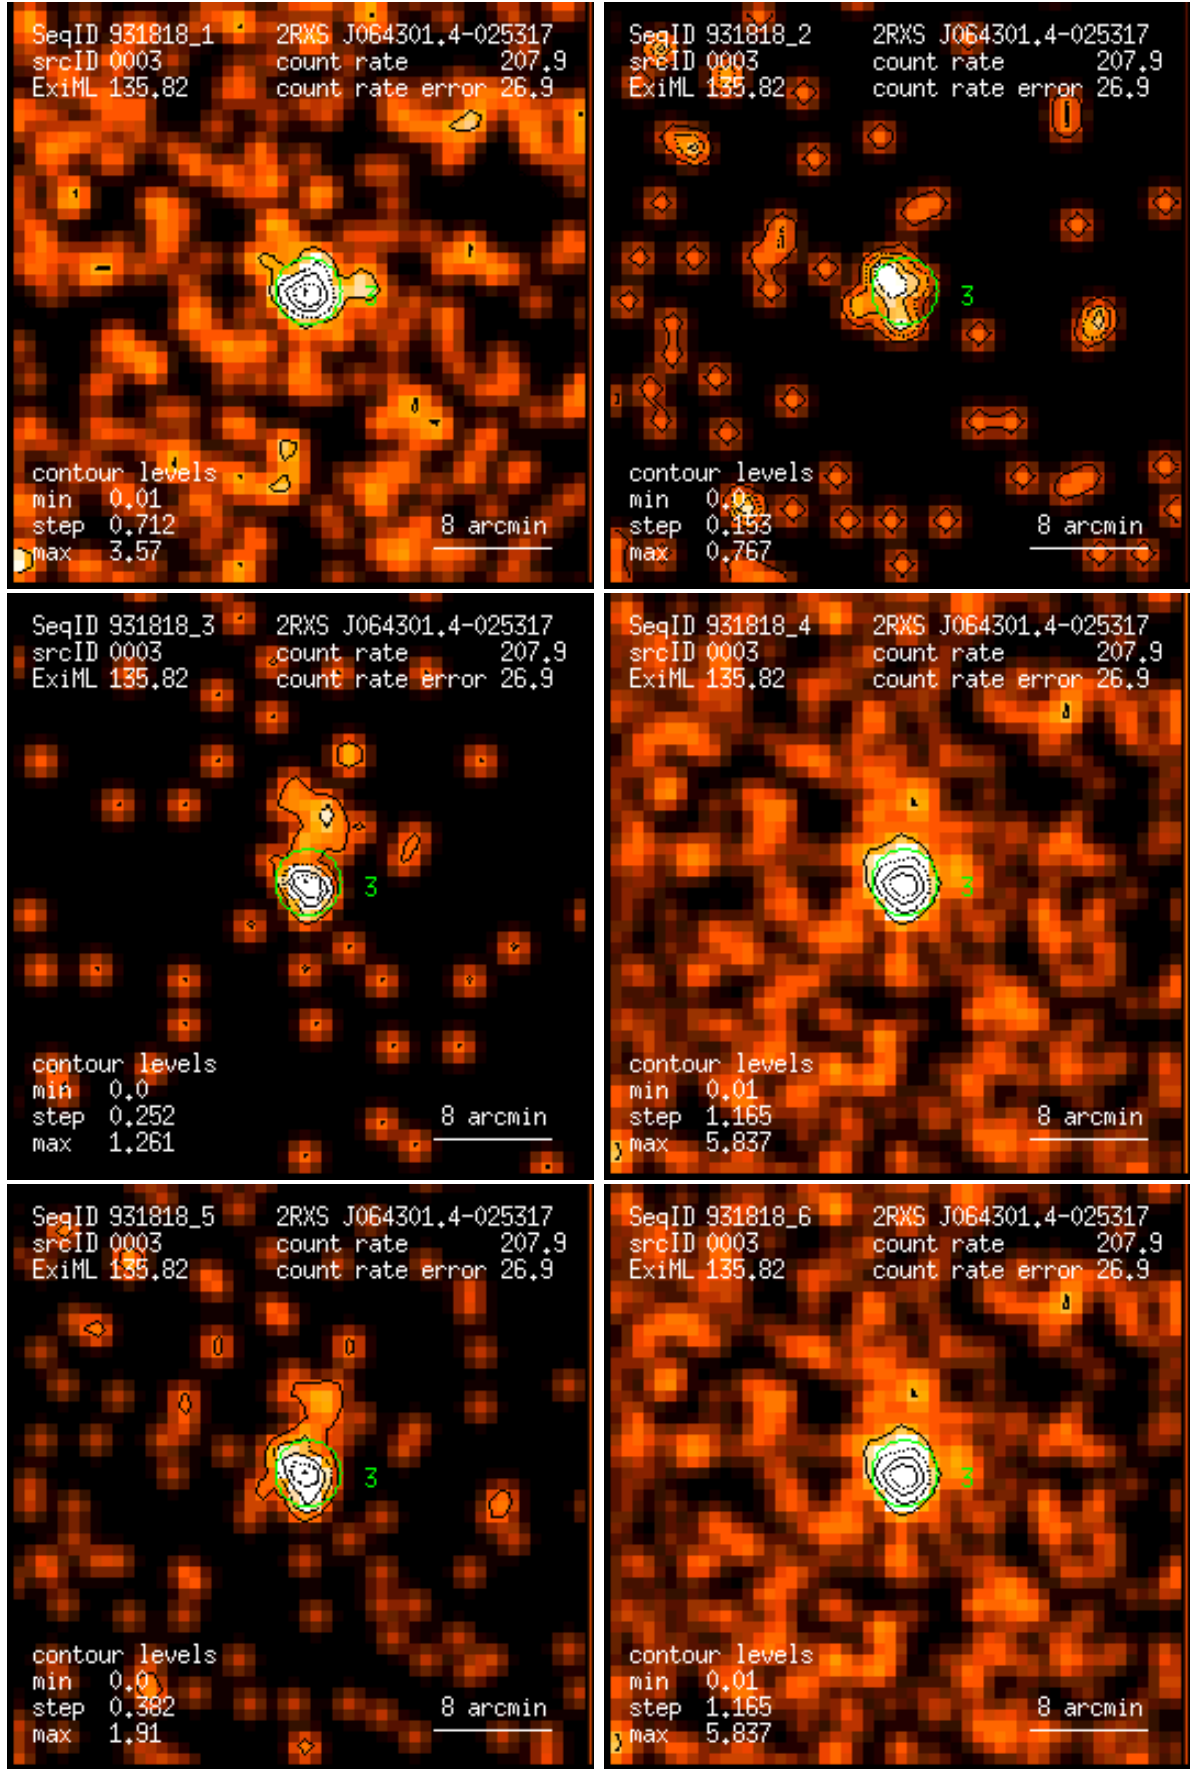 SeqID 931818_1 2RXS J064301.4-025317
srcID 0003 count rate 207.9
ExiML 135.82 count rate error 26.9
3
contour levels
min 0.01
step 0.712 8 arcmin
max 3.57
SeqID 931818_2 2RXS J064301.4-025317
srcID 0003 count rate 207.9
ExiML 135.82 count rate error 26.9
3
contour levels
min 0.0
step 0.153 8 arcmin
max 0.767
SeqID 931818_3 2RXS J064301.4-025317
srcID 0003 count rate 207.9
ExiML 135.82 count rate error 26.9
3
contour levels
min 0.0
step 0.252 8 arcmin
max 1.261
SeqID 931818_4 2RXS J064301.4-025317
srcID 0003 count rate 207.9
ExiML 135.82 count rate error 26.9
3
contour levels
min 0.01
step 1.165 8 arcmin
max 5.837
SeqID 931818_5 2RXS J064301.4-025317
srcID 0003 count rate 207.9
ExiML 135.82 count rate error 26.9
3
contour levels
min 0.0
step 0.382 8 arcmin
max 1.91
SeqID 931818_6 2RXS J064301.4-025317
srcID 0003 count rate 207.9
ExiML 135.82 count rate error 26.9
3
contour levels
min 0.01
step 1.165 8 arcmin
max 5.837